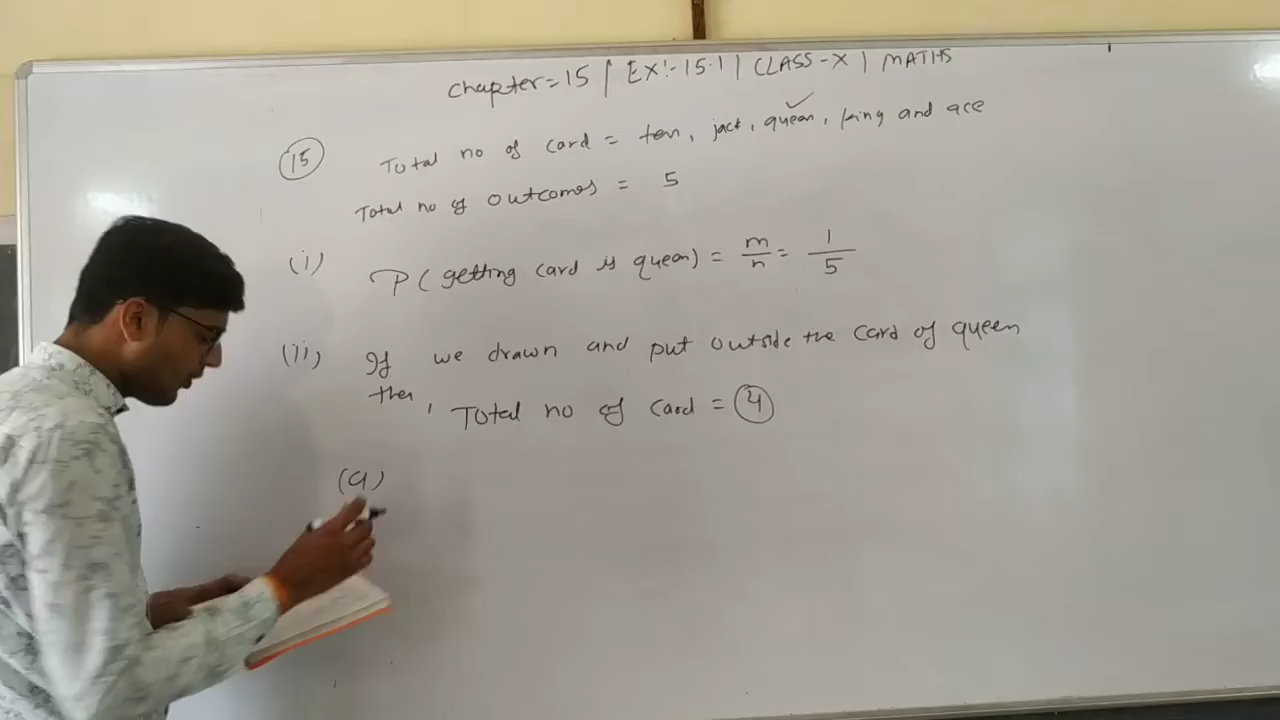 Chapter = 15 | EX:- 15.1 | CLASS - X | MATHS
(15) Total no of card = ten, jack, quean, king and ace
Total no of outcomes = 5
(i) P( getting card is queen) = m/n = 1/5
(ii) If we drawn and put outside the card of queen
then, Total no of card = (4)
(a)